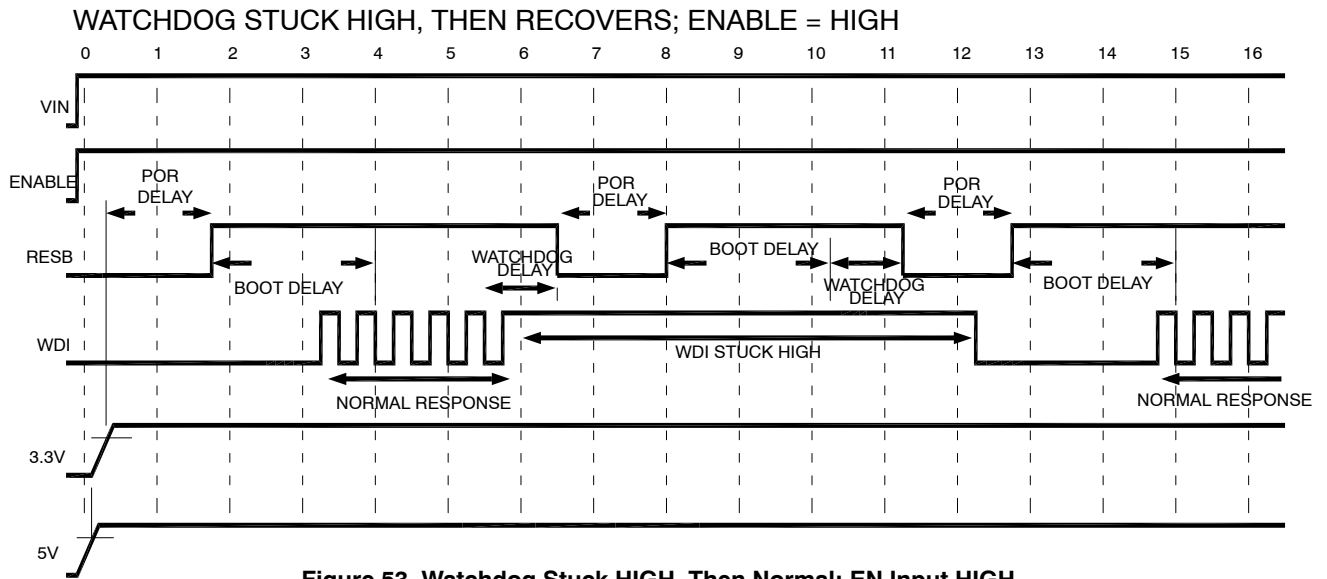 WATCHDOG STUCK HIGH, THEN RECOVERS; ENABLE = HIGH
0 1 2 3 4 5 6 7 8 9 10 11 12 13 14 15 16
VIN
ENABLE
POR
DELAY
POR
DELAY
POR
DELAY
RESB
BOOT DELAY
WATCHDOG
DELAY
BOOT DELAY
WATCHDOG
DELAY
BOOT DELAY
WDI
WDI STUCK HIGH
NORMAL RESPONSE
NORMAL RESPONSE
3.3V
5V
Figure 53. Watchdog Stuck HIGH, Then Normal; EN Input HIGH